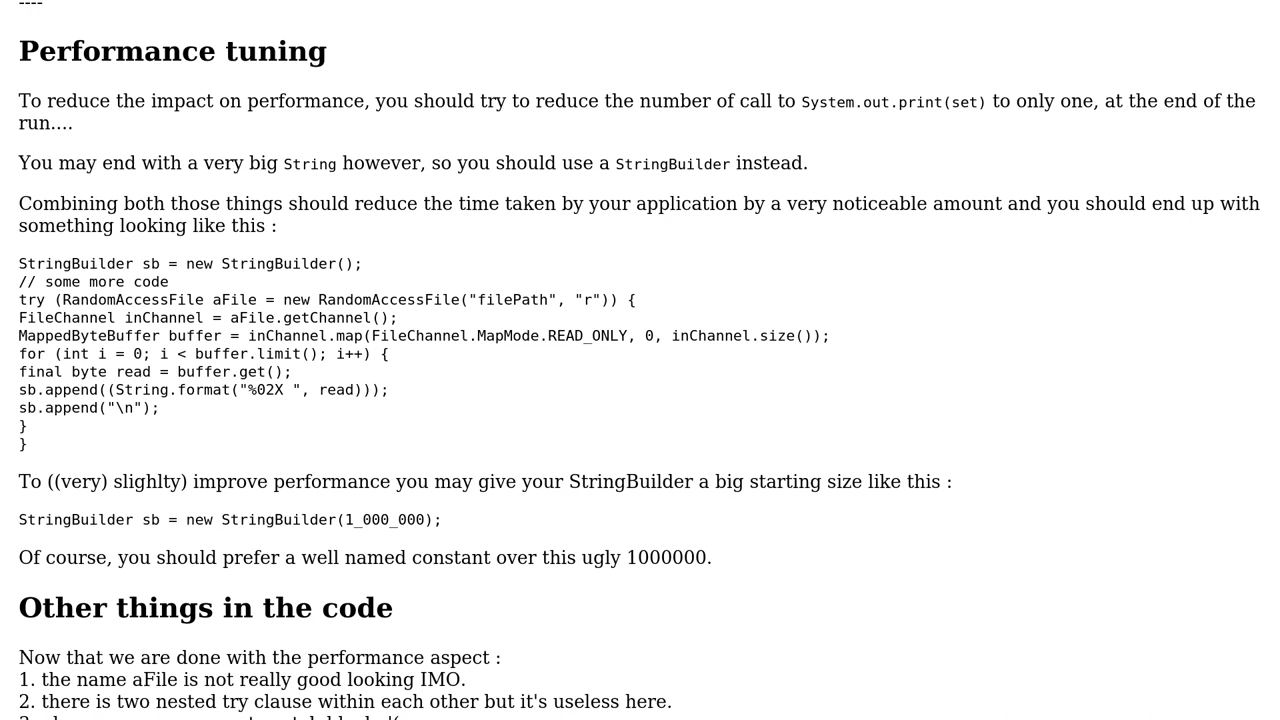 ----
Performance tuning
To reduce the impact on performance, you should try to reduce the number of call to System.out.print(set) to only one, at the end of the
run....
You may end with a very big String however, so you should use a StringBuilder instead.
Combining both those things should reduce the time taken by your application by a very noticeable amount and you should end up with
something looking like this :
StringBuilder sb = new StringBuilder();
// some more code
try (RandomAccessFile aFile = new RandomAccessFile("filePath", "r")) {
FileChannel inChannel = aFile.getChannel();
MappedByteBuffer buffer = inChannel.map(FileChannel.MapMode.READ_ONLY, 0, inChannel.size());
for (int i = 0; i < buffer.limit(); i++) {
final byte read = buffer.get();
sb.append((String.format("%02X ", read)));
sb.append("\n");
}
}
To ((very) slighlty) improve performance you may give your StringBuilder a big starting size like this :
StringBuilder sb = new StringBuilder(1_000_000);
Of course, you should prefer a well named constant over this ugly 1000000.
Other things in the code
Now that we are done with the performance aspect :
1. the name aFile is not really good looking IMO.
2. there is two nested try clause within each other but it's useless here.